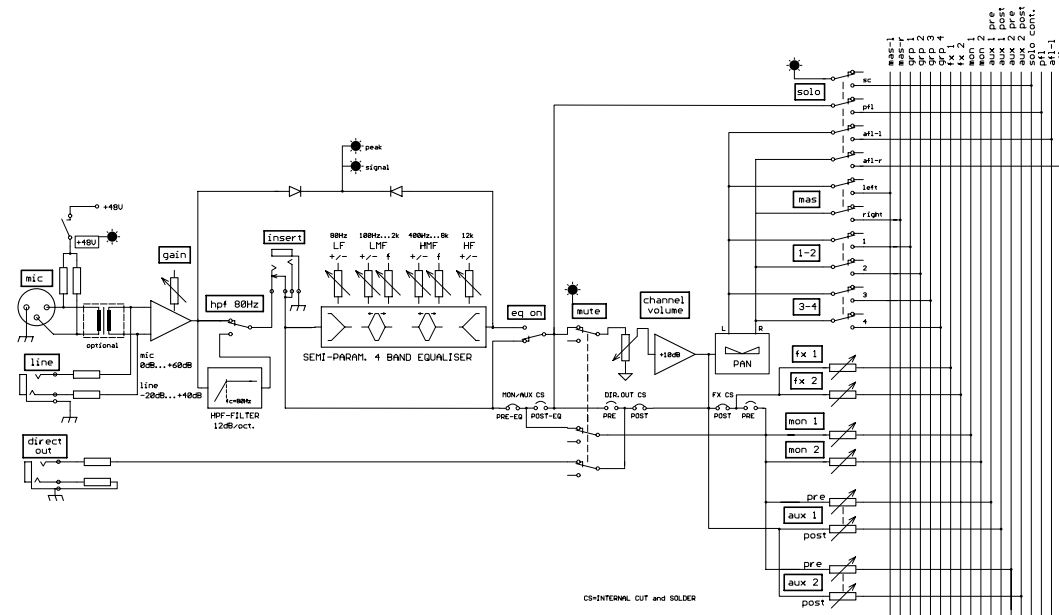 mas-l
mas-r
grp 1
grp 2
grp 3
grp 4
fx 1
fx 2
mon 1
mon 2
aux 1 pre
aux 1 post
aux 2 pre
aux 2 post
solo cont.
pfl
afl-l
solo
sc
pfl
afl-l
afl-r
mas
left
right
1-2
1
2
3-4
3
4
peak
signal
+48V
+48V
mic
gain
insert
hpf 80Hz
optional
80Hz 100Hz...2k 400Hz...8k 12k
LF LMF HMF HF
+/- +/- f +/- f +/-
SEMI-PARAM. 4 BAND EQUALISER
eq on
mute
channel
volume
+10dB
L R
PAN
mic
0dB...+60dB
line
line
-20dB...+40dB
fc=80Hz
HPF-FILTER
12dB/oct.
MON/AUX CS
PRE-EQ POST-EQ
DIR.OUT CS
PRE POST
FX CS
POST PRE
fx 1
fx 2
mon 1
mon 2
direct
out
pre
aux 1
post
pre
aux 2
post
CS=INTERNAL CUT and SOLDER